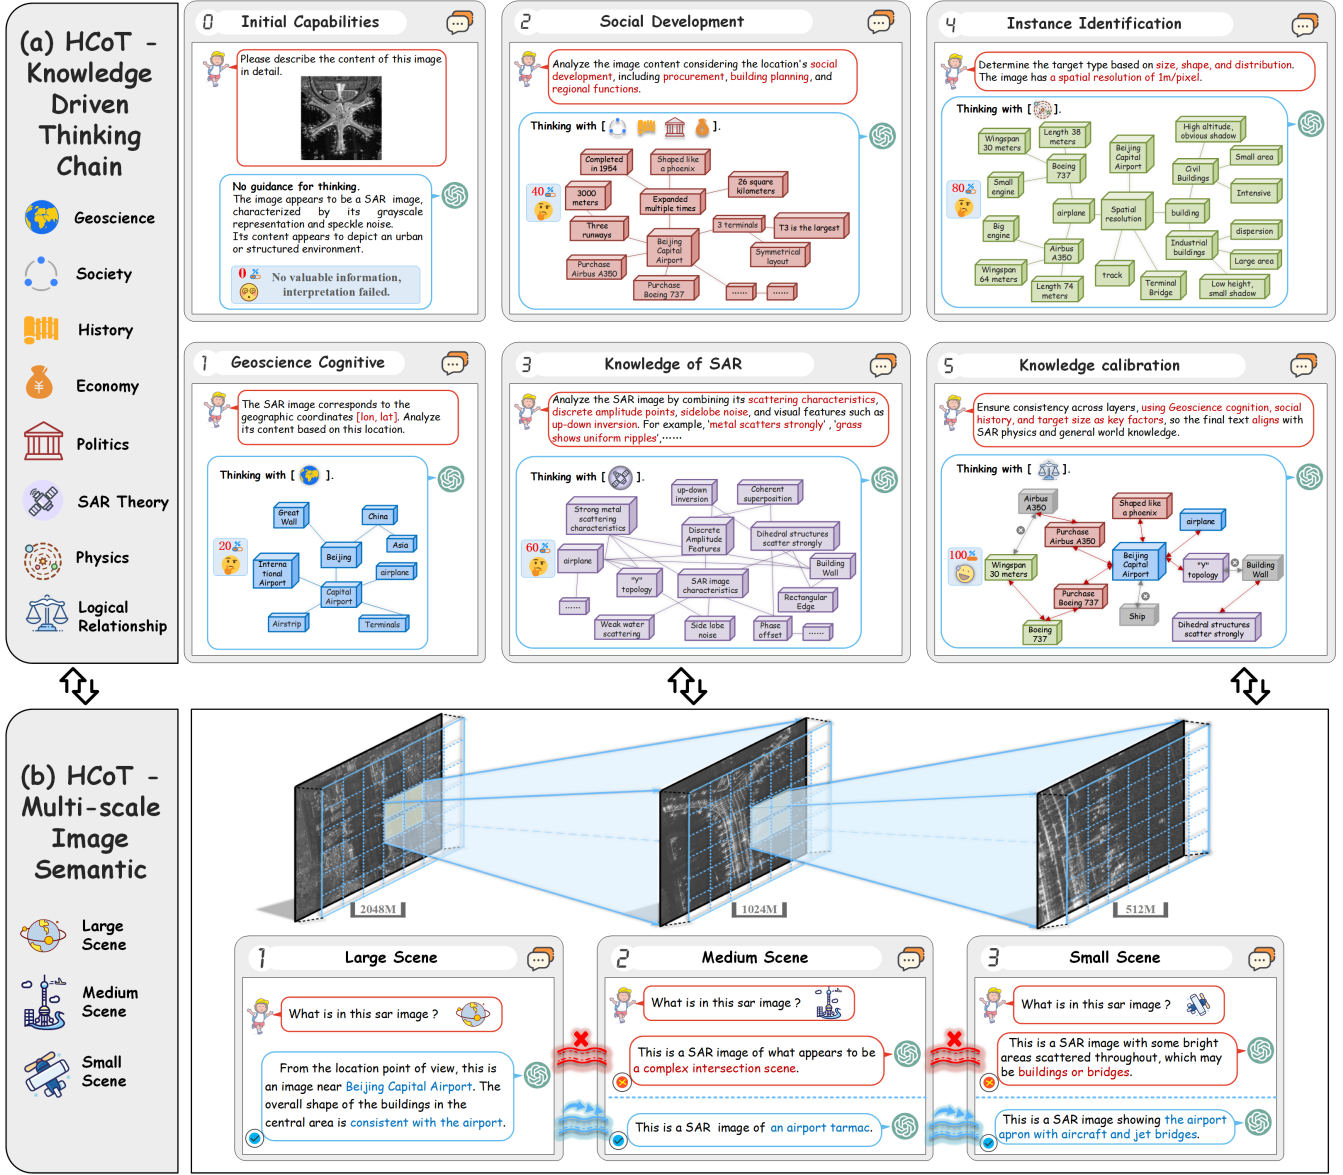 (a) HCoT -
Knowledge
Driven
Thinking
Chain
Geoscience
Society
History
Economy
Politics
SAR Theory
Physics
Logical
Relationship
0 Initial Capabilities
Please describe the content of this image
in detail.
No guidance for thinking.
The image appears to be a SAR image,
characterized by its grayscale
representation and speckle noise.
Its content appears to depict an urban
or structured environment.
0%
No valuable information,
interpretation failed.
2 Social Development
Analyze the image content considering the location's social
development, including procurement, building planning, and
regional functions.
Thinking with [ ].
40%
Completed
in 1954
Shaped like
a phoenix
26 square
kilometers
3000
meters
Expanded
multiple times
Three
runways
3 terminals
T3 is the largest
Beijing
Capital
Airport
Symmetrical
layout
Purchase
Airbus A350
Purchase
Boeing 737
......
......
4 Instance Identification
Determine the target type based on size, shape, and distribution.
The image has a spatial resolution of 1m/pixel.
Thinking with [ ].
80%
Wingspan
30 meters
Length 38
meters
Boeing
737
Small
engine
Beijing
Capital
Airport
High altitude,
obvious shadow
Small area
Civil
Buildings
Intensive
airplane
Spatial
resolution
building
Big
engine
Airbus
A350
Industrial
buildings
dispersion
Large area
Wingspan
64 meters
Length 74
meters
track
Terminal
Bridge
Low height,
small shadow
1 Geoscience Cognitive
The SAR image corresponds to the
geographic coordinates [lon, lat]. Analyze
its content based on this location.
Thinking with [ ].
20%
Great
Wall
China
Beijing
Asia
Interna
tional
Airport
airplane
Capital
Airport
Airstrip
Terminals
3 Knowledge of SAR
Analyze the SAR image by combining its scattering characteristics,
discrete amplitude points, sidelobe noise, and visual features such as
up-down inversion. For example, 'metal scatters strongly' , 'grass
shows uniform ripples',······
Thinking with [ ].
60%
up-down
inversion
Coherent
superposition
Strong metal
scattering
characteristics
Discrete
Amplitude
Features
Dihedral structures
scatter strongly
airplane
Building
Wall
"Y"
topology
SAR image
characteristics
Rectangular
Edge
......
Weak water
scattering
Side lobe
noise
Phase
offset
......
5 Knowledge calibration
Ensure consistency across layers, using Geoscience cognition, social
history, and target size as key factors, so the final text aligns with
SAR physics and general world knowledge.
Thinking with [ ].
100%
Airbus
A350
Shaped like
a phoenix
Purchase
Airbus A350
airplane
Wingspan
30 meters
Beijing
Capital
Airport
"Y"
topology
Building
Wall
Purchase
Boeing 737
Ship
Boeing
737
Dihedral structures
scatter strongly
(b) HCoT -
Multi-scale
Image
Semantic
Large
Scene
Medium
Scene
Small
Scene
2048M
1024M
512M
1 Large Scene
What is in this sar image ?
From the location point of view, this is
an image near Beijing Capital Airport. The
overall shape of the buildings in the
central area is consistent with the airport.
2 Medium Scene
What is in this sar image ?
This is a SAR image of what appears to be
a complex intersection scene.
This is a SAR image of an airport tarmac.
3 Small Scene
What is in this sar image ?
This is a SAR image with some bright
areas scattered throughout, which may
be buildings or bridges.
This is a SAR image showing the airport
apron with aircraft and jet bridges.